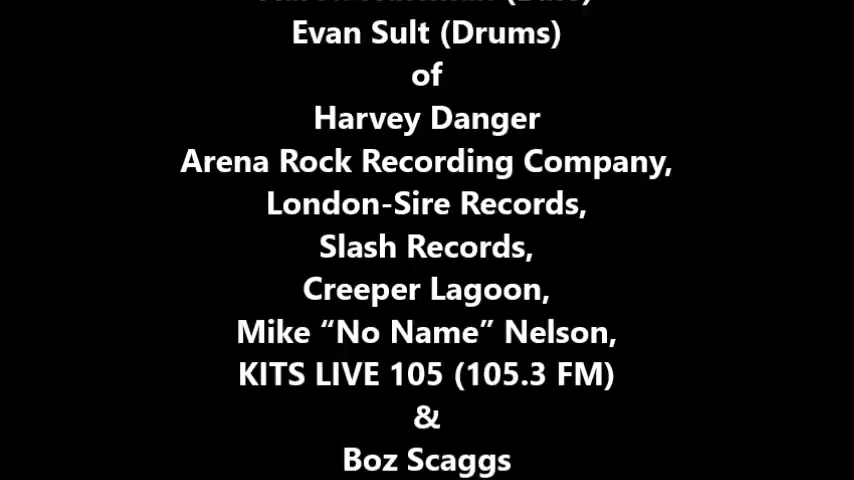 Evan Sult (Drums)
of
Harvey Danger
Arena Rock Recording Company,
London-Sire Records,
Slash Records,
Creeper Lagoon,
Mike “No Name” Nelson,
KITS LIVE 105 (105.3 FM)
&
Boz Scaggs